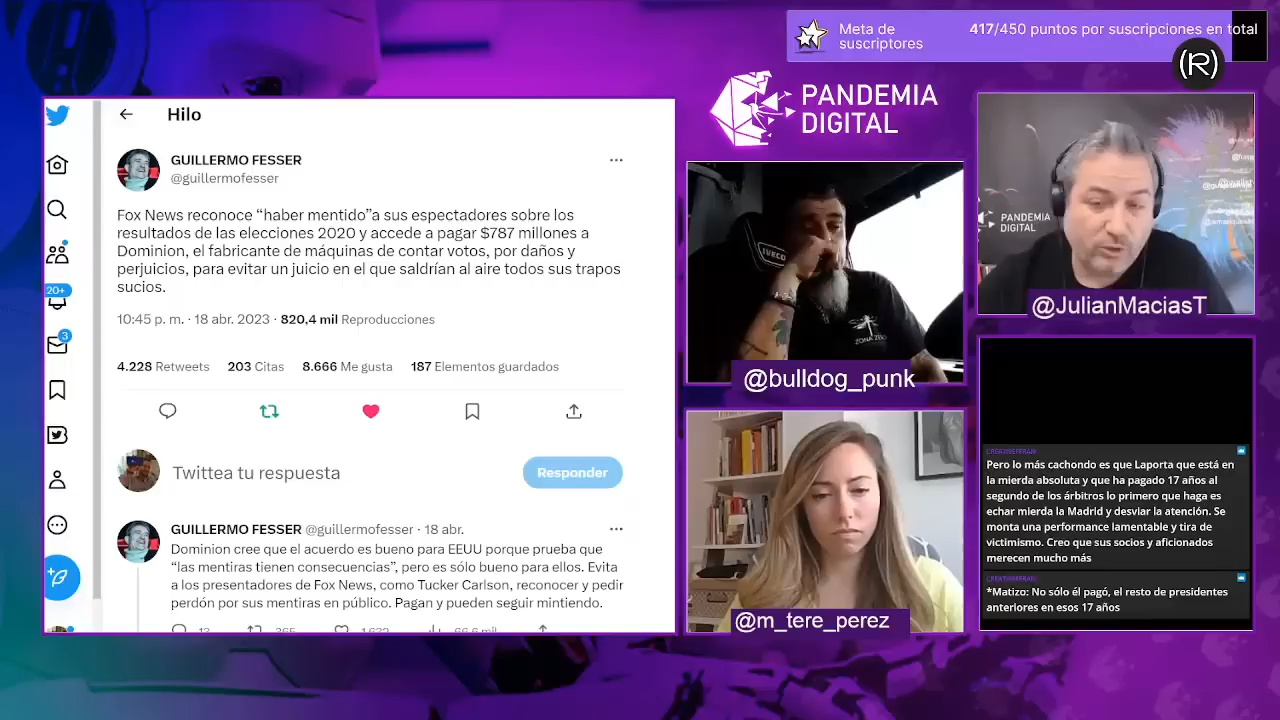 Meta de
suscriptores
417/450 puntos por suscripciones en total
(R)
PANDEMIA
DIGITAL
Hilo
GUILLERMO FESSER
@guillermofesser
Fox News reconoce “haber mentido”a sus espectadores sobre los
resultados de las elecciones 2020 y accede a pagar $787 millones a
Dominion, el fabricante de máquinas de contar votos, por daños y
perjuicios, para evitar un juicio en el que saldrían al aire todos sus trapos
sucios.
10:45 p. m. · 18 abr. 2023 · 820,4 mil Reproducciones
4.228 Retweets 203 Citas 8.666 Me gusta 187 Elementos guardados
Twittea tu respuesta
Responder
GUILLERMO FESSER @guillermofesser · 18 abr.
Dominion cree que el acuerdo es bueno para EEUU porque prueba que
“las mentiras tienen consecuencias”, pero es sólo bueno para ellos. Evita
a los presentadores de Fox News, como Tucker Carlson, reconocer y pedir
perdón por sus mentiras en público. Pagan y pueden seguir mintiendo.
20+
3
IVECO
ZONA ZERO
@bulldog_punk
PANDEMIA
DIGITAL
@JulianMaciasT
@m_tere_perez
Pero lo más cachondo es que Laporta que está en
la mierda absoluta y que ha pagado 17 años al
segundo de los árbitros lo primero que haga es
echar mierda la Madrid y desviar la atención. Se
monta una performance lamentable y tira de
victimismo. Creo que sus socios y aficionados
merecen mucho más
*Matizo: No sólo él pagó, el resto de presidentes
anteriores en esos 17 años